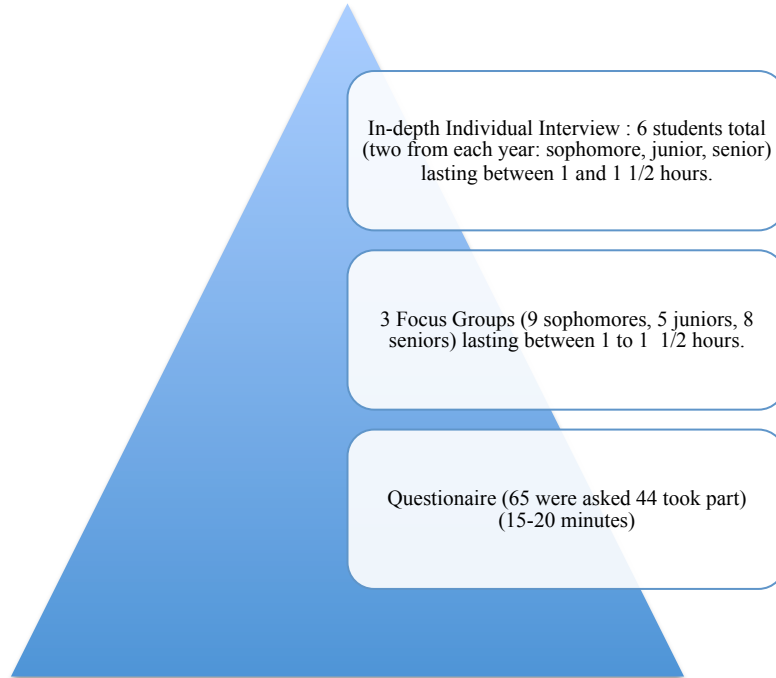 In-depth Individual Interview : 6 students total
(two from each year: sophomore, junior, senior)
lasting between 1 and 1 1/2 hours.
3 Focus Groups (9 sophomores, 5 juniors, 8
seniors) lasting between 1 to 1  1/2 hours.
Questionaire (65 were asked 44 took part)
(15-20 minutes)